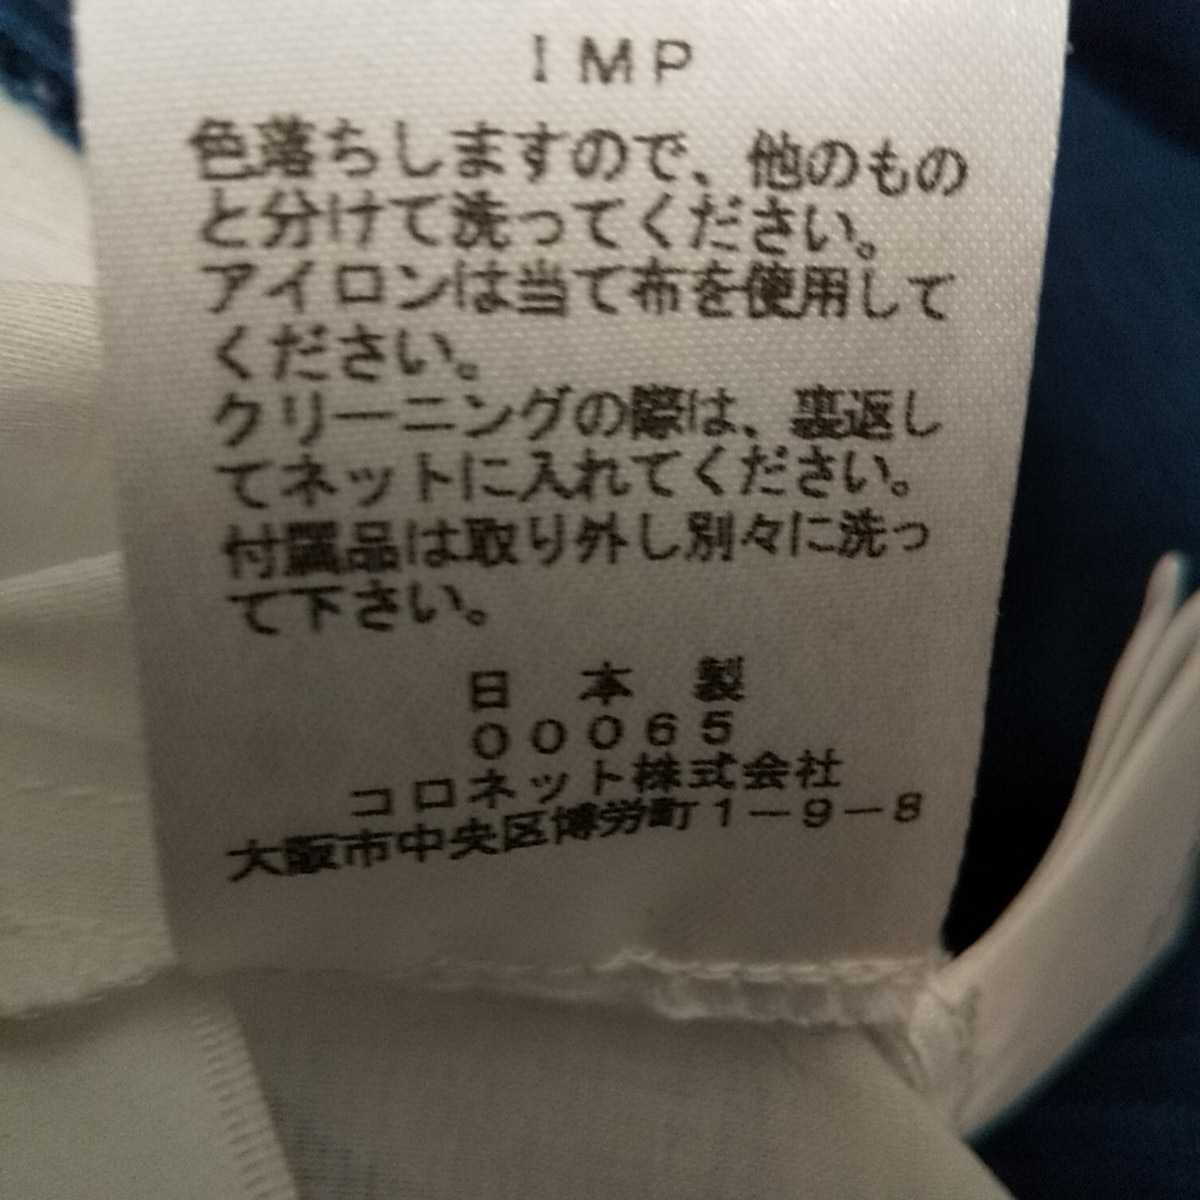 IMP
色落ちしますので、他のもの
と分けて洗ってください。
アイロンは当て布を使用して
ください。
クリーニングの際は、裏返し
てネットに入れてください。
付属品は取り外し別々に洗っ
て下さい。
日本製
00065
コロネット株式会社
大阪市中央区博労町1-9-8